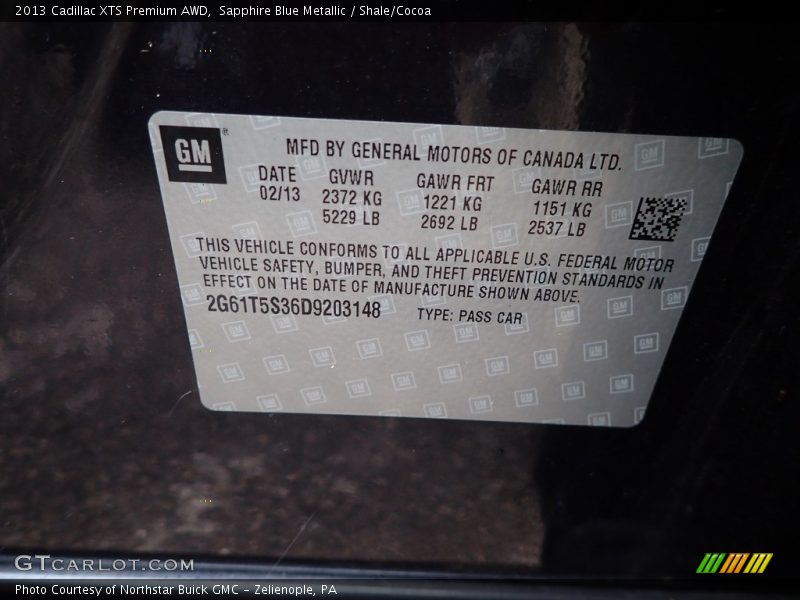 2013 Cadillac XTS Premium AWD,  Sapphire Blue Metallic / Shale/Cocoa
GM®
MFD BY GENERAL MOTORS OF CANADA LTD.
DATE GVWR GAWR FRT GAWR RR
02/13 2372 KG 1221 KG 1151 KG
5229 LB 2692 LB 2537 LB
THIS VEHICLE CONFORMS TO ALL APPLICABLE U.S. FEDERAL MOTOR
VEHICLE SAFETY, BUMPER, AND THEFT PREVENTION STANDARDS IN
EFFECT ON THE DATE OF MANUFACTURE SHOWN ABOVE.
2G61T5S36D9203148 TYPE: PASS CAR
GTCARLOT.COM
Photo Courtesy of Northstar Buick GMC – Zelienople, PA